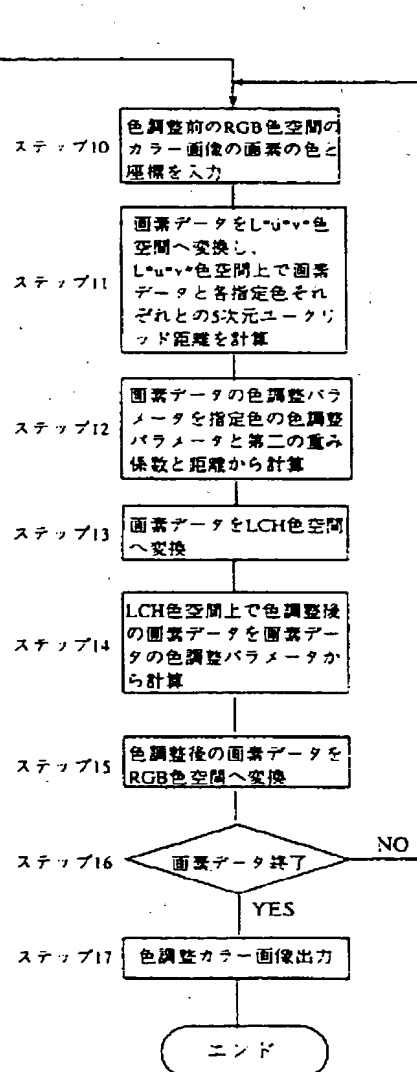 ステップ10
色調整前のRGB色空間の
カラー画像の画素の色と
座標を入力
ステップ11
画素データをL*u*v*色
空間へ変換し、
L*u*v*色空間上で画素
データと各指定色それ
ぞれとの5次元ユークリ
ッド距離を計算
ステップ12
画素データの色調整パラ
メータを指定色の色調整
パラメータと第二の重み
係数と距離から計算
ステップ13
画素データをLCH色空間
へ変換
ステップ14
LCH色空間上で色調整後
の画素データを画素デー
タの色調整パラメータか
ら計算
ステップ15
色調整後の画素データを
RGB色空間へ変換
ステップ16
画素データ終了
NO
YES
ステップ17
色調整カラー画像出力
エンド